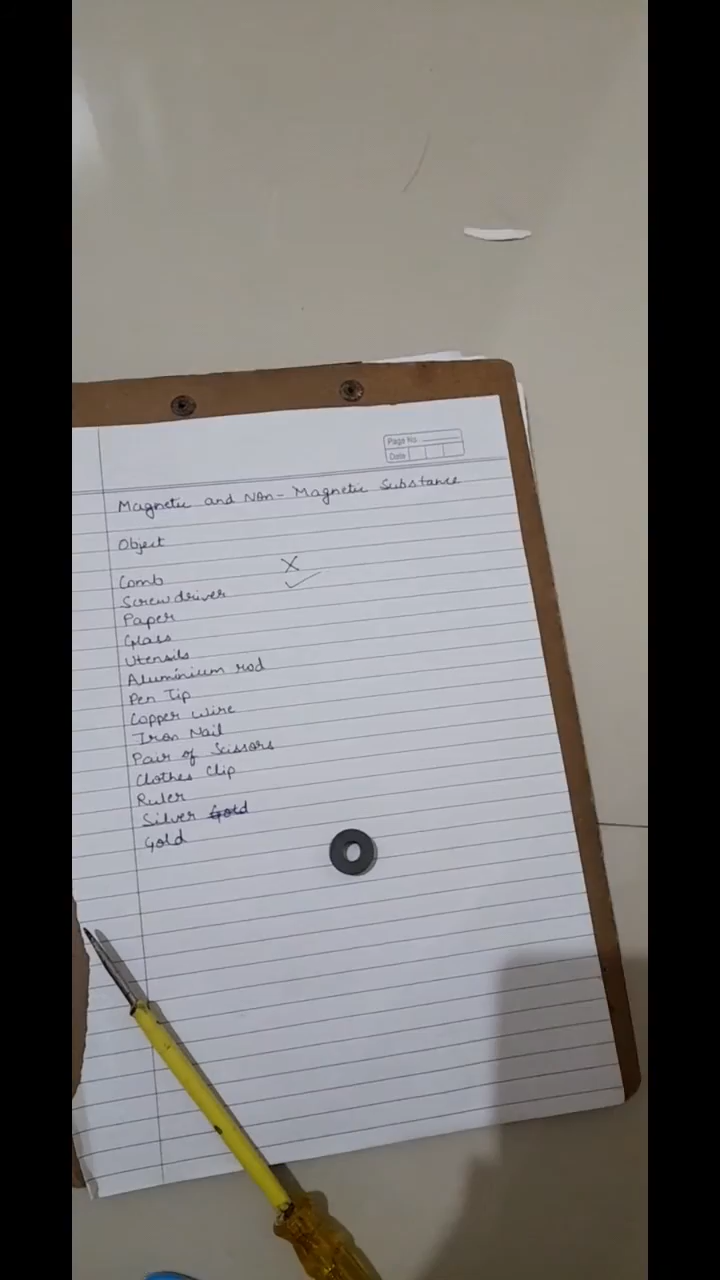 Page No.
Date
Magnetic and Non-Magnetic Substance
Object
Comb X
Screwdriver ✓
Paper
Glass
Utensils
Aluminium rod
Pen Tip
Copper Wire
Iron Nail
Pair of Scissors
Clothes Clip
Ruler
Silver Gold
Gold